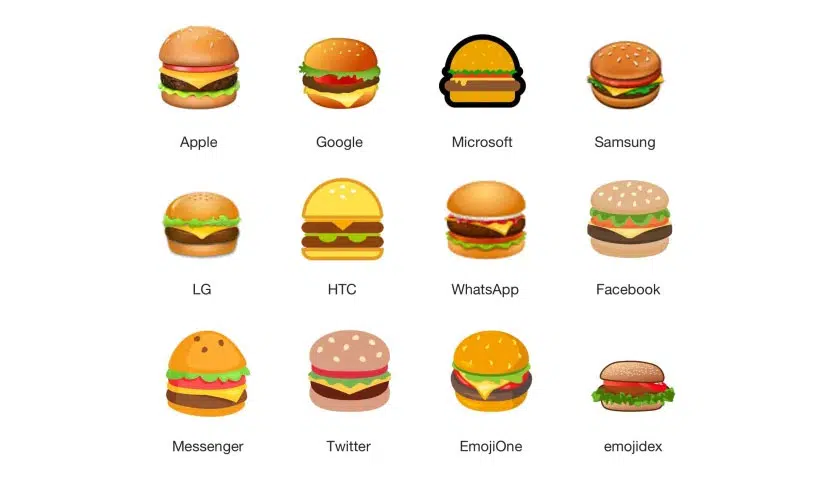 Apple Google Microsoft Samsung
LG HTC WhatsApp Facebook
Messenger Twitter EmojiOne emojidex